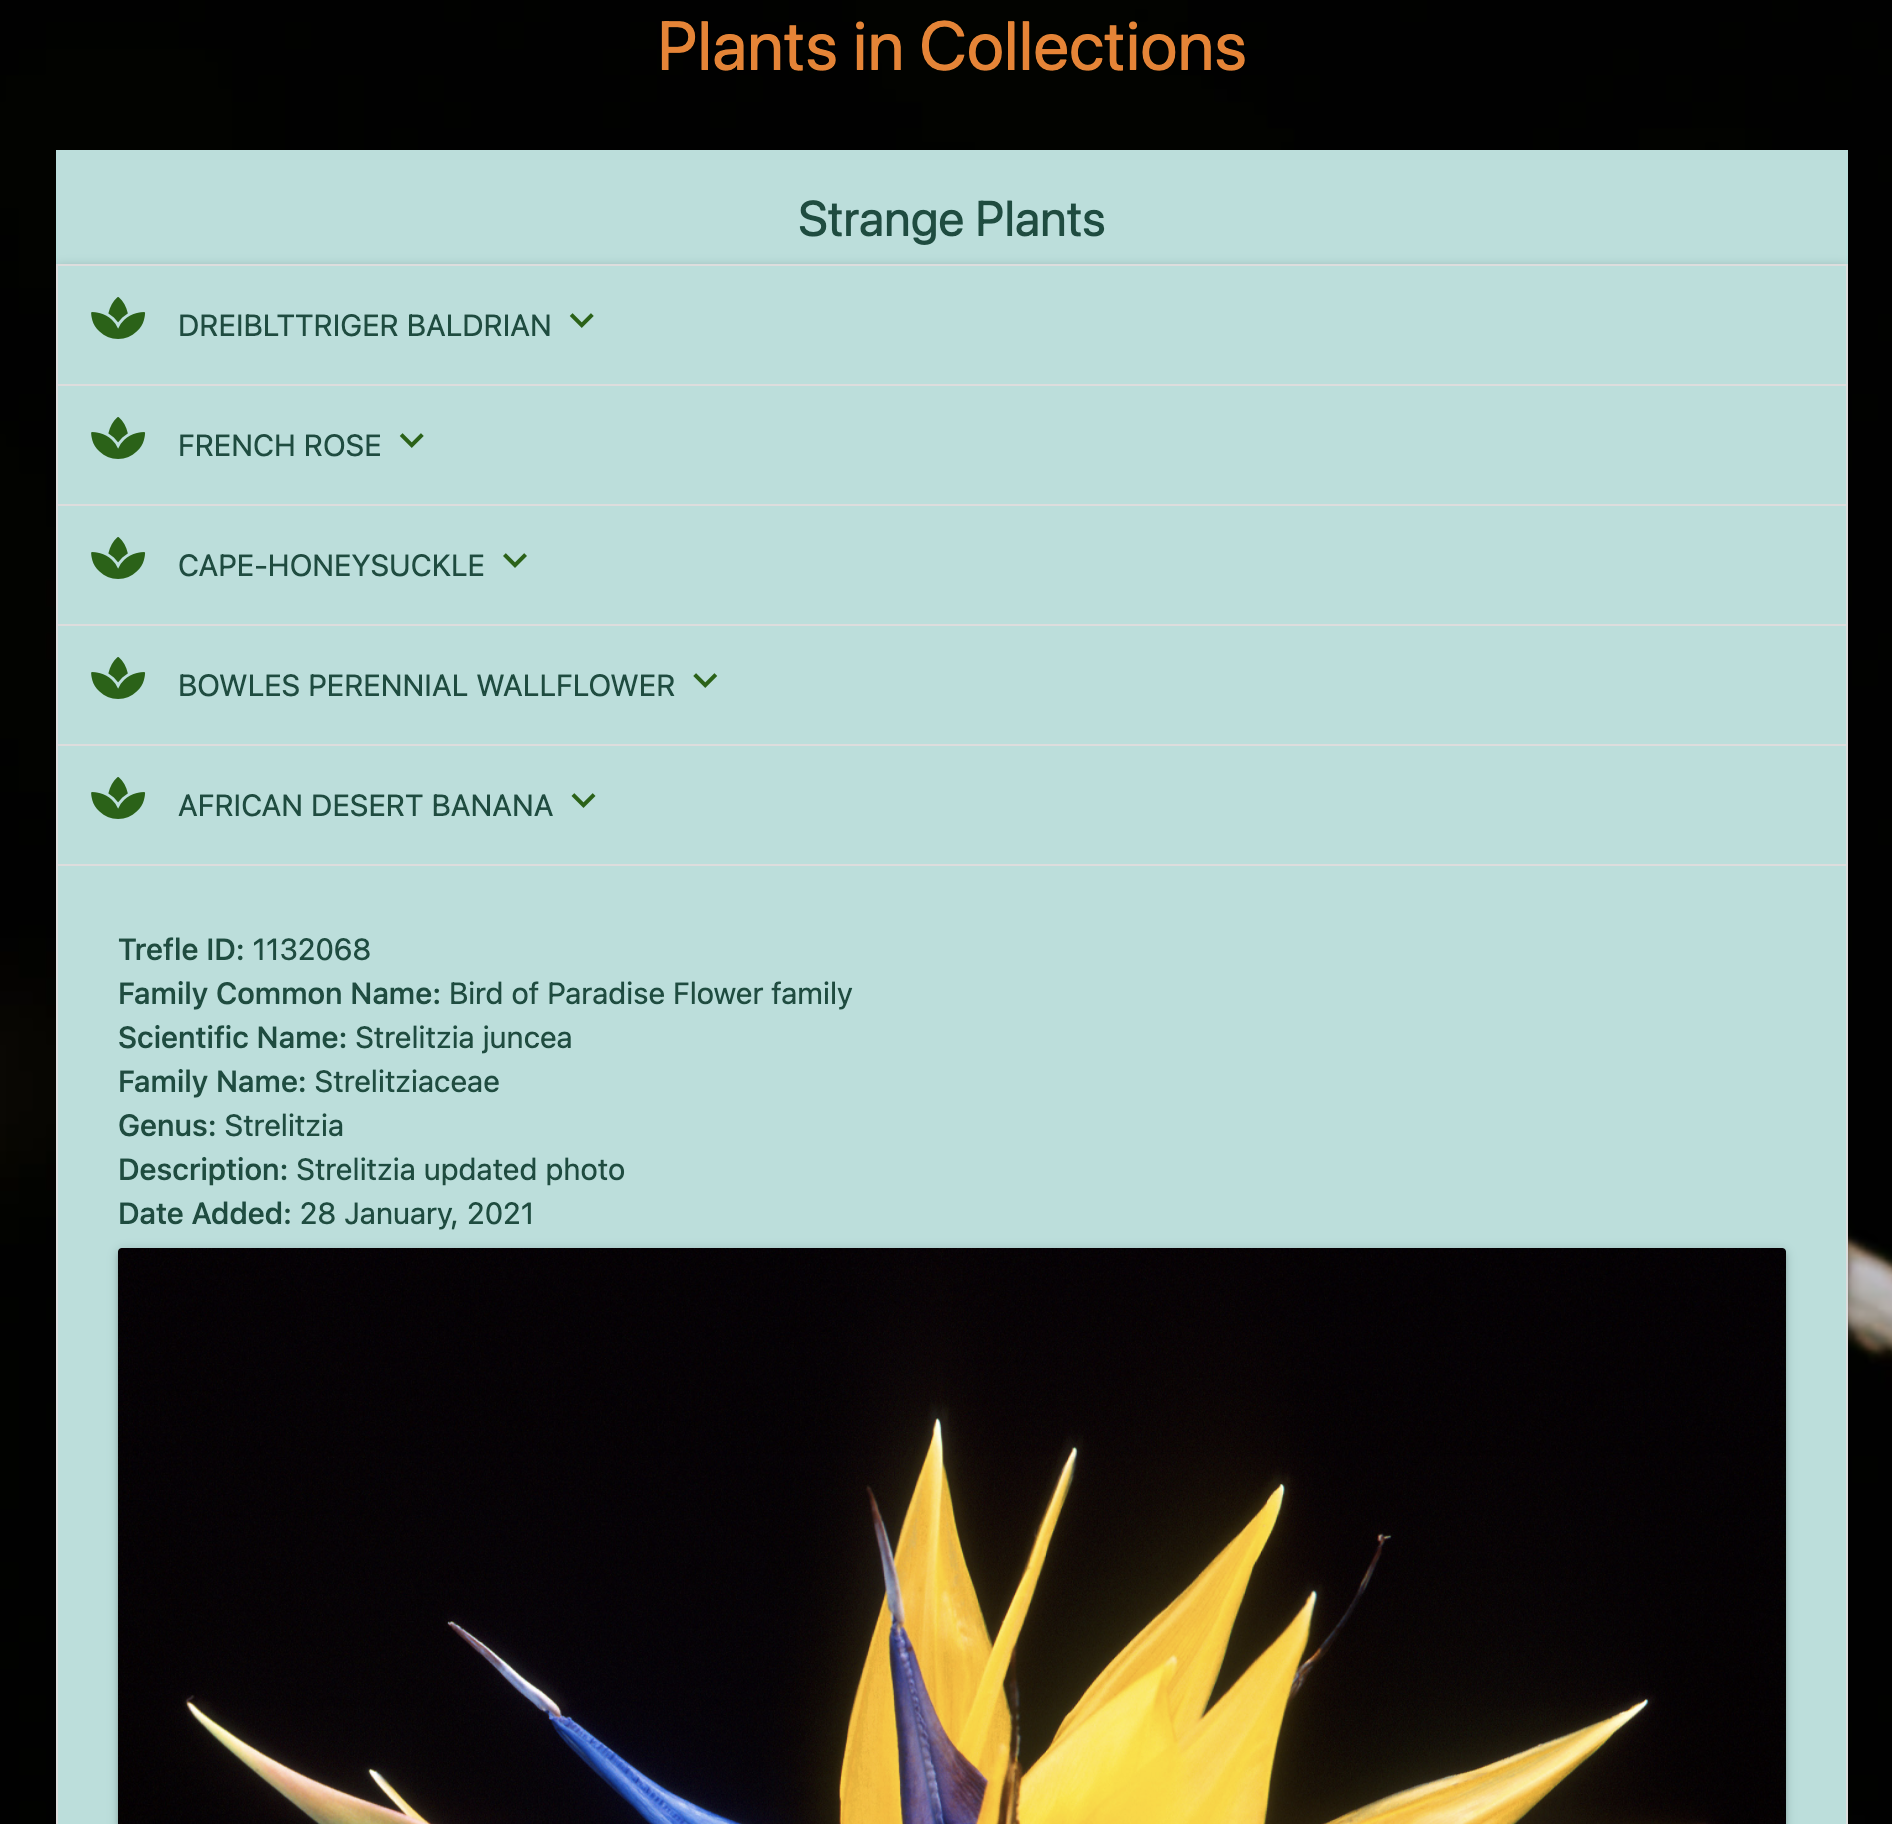 Plants in Collections
Strange Plants
DREIBLTTRIGER BALDRIAN
FRENCH ROSE
CAPE-HONEYSUCKLE
BOWLES PERENNIAL WALLFLOWER
AFRICAN DESERT BANANA
Trefle ID: 1132068
Family Common Name: Bird of Paradise Flower family
Scientific Name: Strelitzia juncea
Family Name: Strelitziaceae
Genus: Strelitzia
Description: Strelitzia updated photo
Date Added: 28 January, 2021